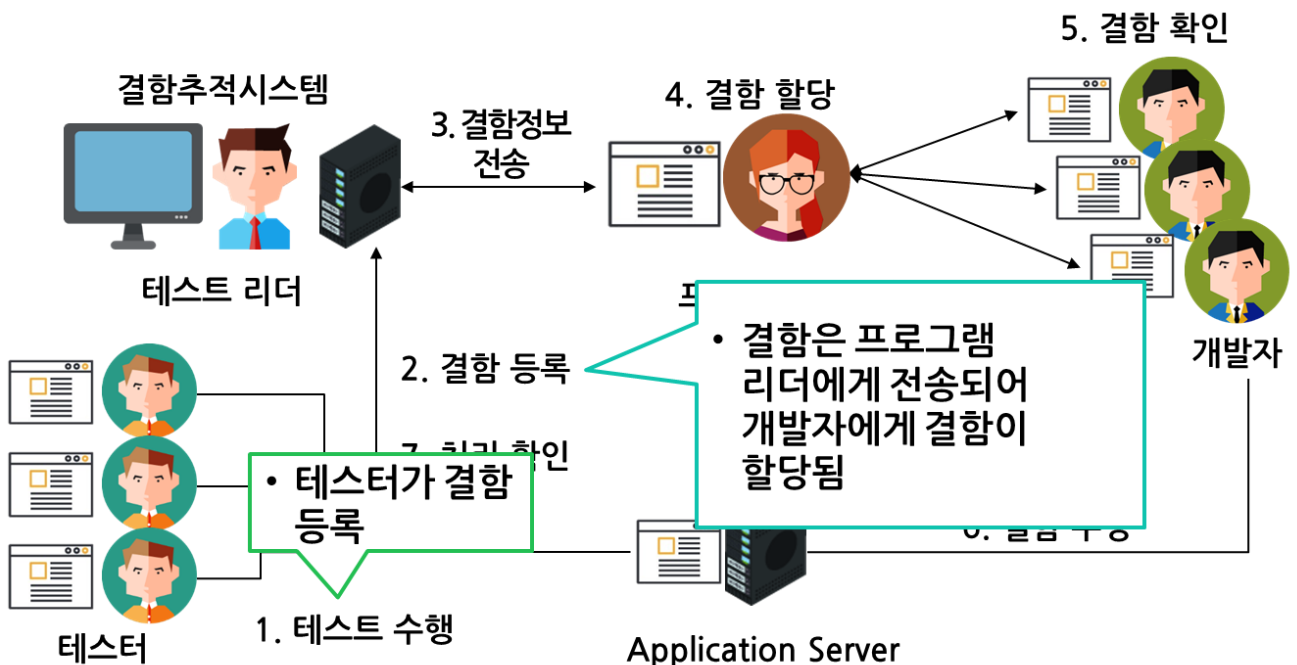 5. 결함 확인
결함추적시스템
4. 결함 할당
3. 결함정보
전송
테스트 리더
개발자
2. 결함 등록
• 결함은 프로그램
리더에게 전송되어
개발자에게 결함이
할당됨
확인
• 테스터가 결함
등록
1. 테스트 수행
테스터
Application Server